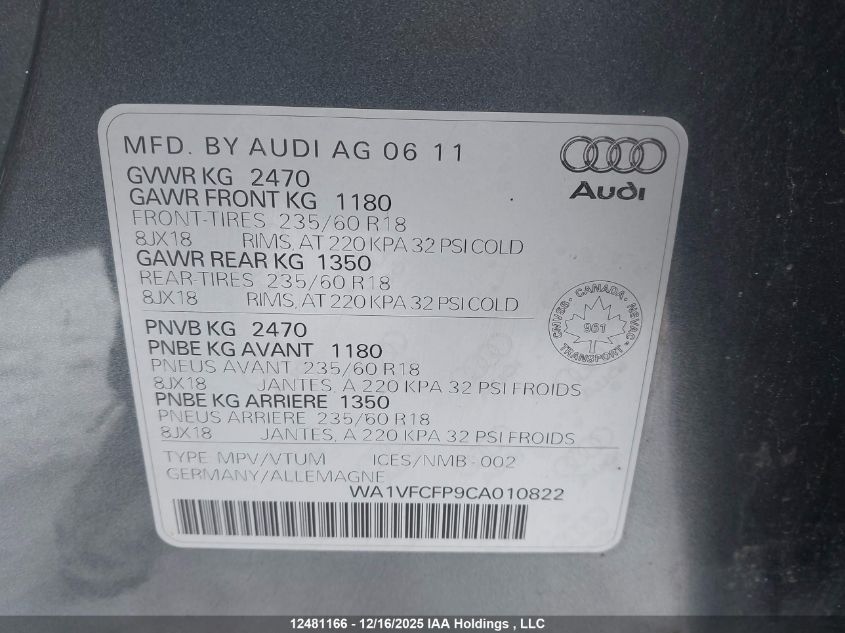 MFD. BY AUDI AG 06 11
Audi
GVWR KG 2470
GAWR FRONT KG 1180
FRONT-TIRES 235/60 R18
8JX18 RIMS, AT 220 KPA 32 PSI COLD
GAWR REAR KG 1350
REAR-TIRES 235/60 R18
8JX18 RIMS, AT 220 KPA 32 PSI COLD
CANADA
CMVSS - NSVAC
961
TRANSPORT
PNVB KG 2470
PNBE KG AVANT 1180
PNEUS AVANT 235/60 R18
8JX18 JANTES, A 220 KPA 32 PSI FROIDS
PNBE KG ARRIERE 1350
PNEUS ARRIERE 235/60 R18
8JX18 JANTES, A 220 KPA 32 PSI FROIDS
TYPE MPV/VTUM ICES/NMB-002
GERMANY/ALLEMAGNE
WA1VFCFP9CA010822
12481166 - 12/16/2025 IAA Holdings , LLC